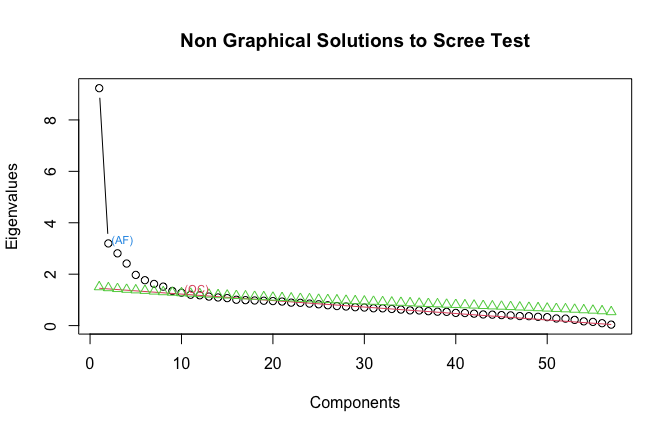 Non Graphical Solutions to Scree Test
Eigenvalues
8
6
4
2
0
(AF)
(OC)
0 10 20 30 40 50
Components